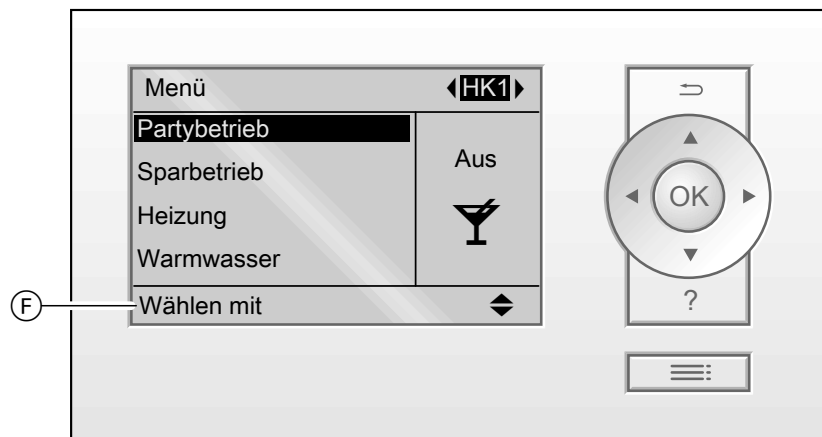 Menü HK1
Partybetrieb
Sparbetrieb
Heizung
Warmwasser
Aus
Wählen mit
F
OK
?